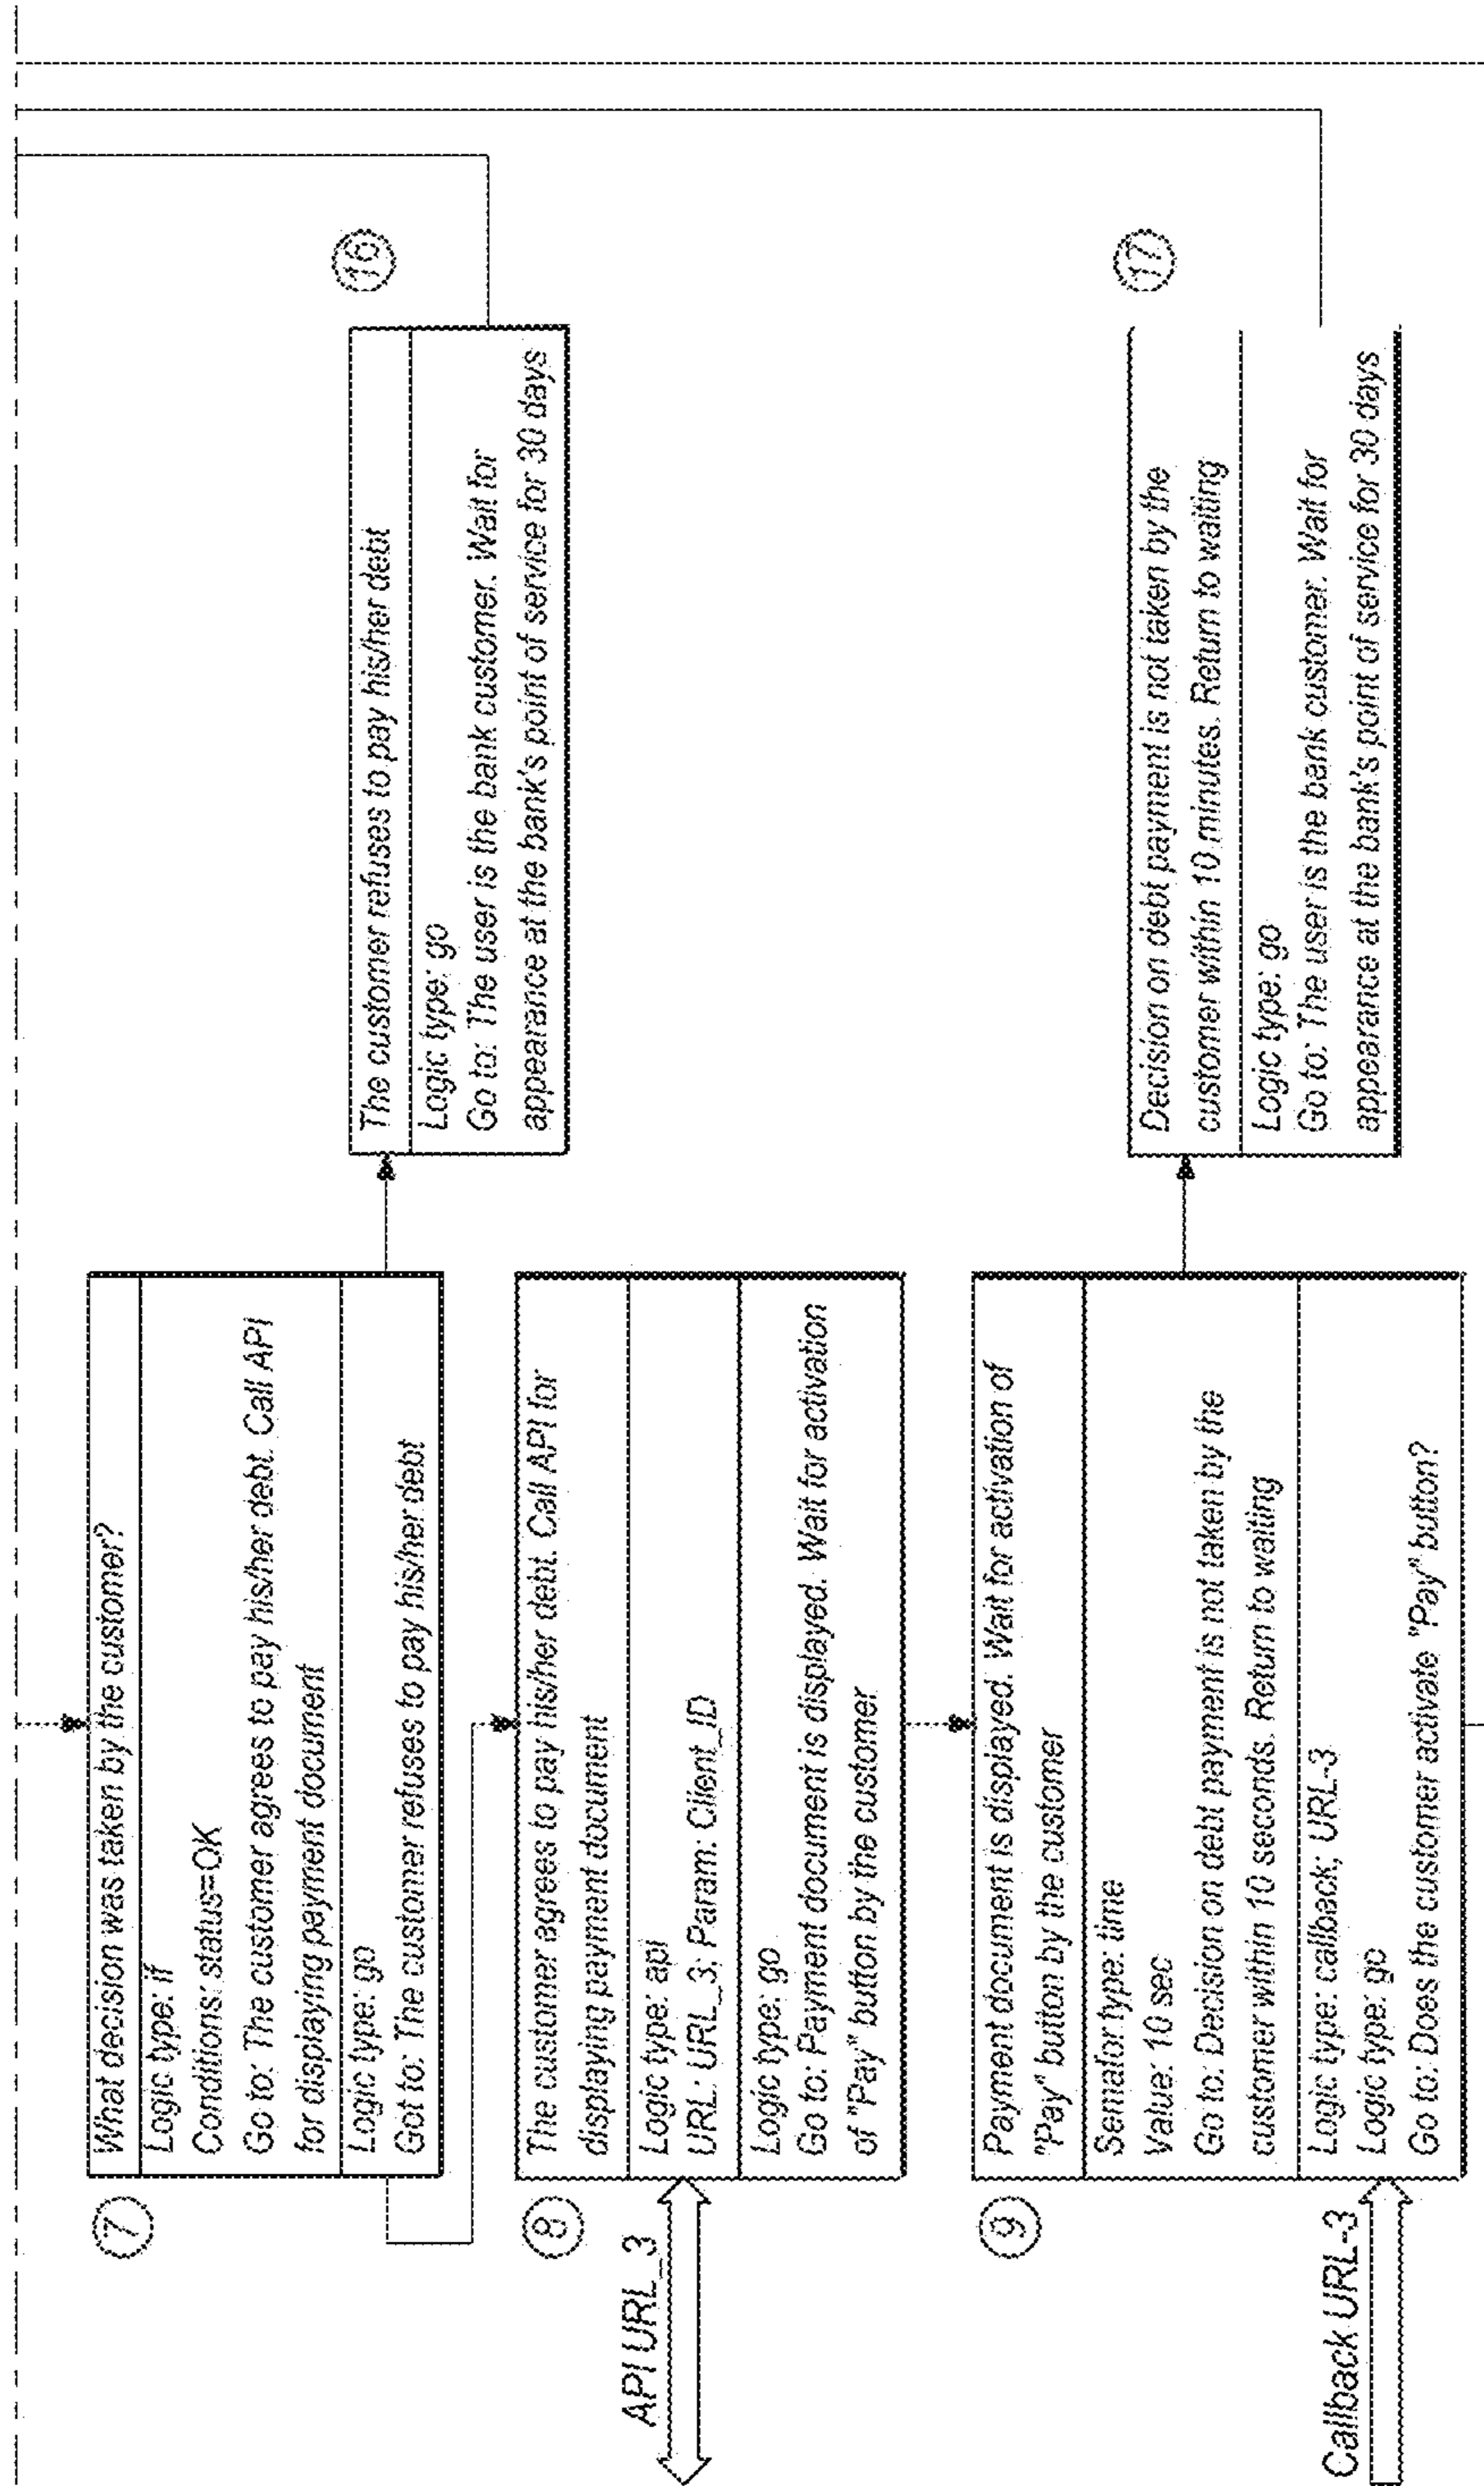 7
What decision was taken by the customer?
Logic type: if
Conditions: status=OK
Go to: The customer agrees to pay his/her debt. Call API
for displaying payment document
Logic type: go
Got to: The customer refuses to pay his/her debt
16
The customer refuses to pay his/her debt
Logic type: go
Go to: The user is the bank customer. Wait for
appearance at the bank's point of service for 30 days
8
API URL_3
The customer agrees to pay his/her debt. Call API for
displaying payment document
Logic type: api
URL: URL_3; Param: Client_ID
Logic type: go
Go to: Payment document is displayed. Wait for activation
of "Pay" button by the customer
9
Callback URL-3
Payment document is displayed. Wait for activation of
"Pay" button by the customer
Semafor type: time
Value: 10 sec
Go to: Decision on debt payment is not taken by the
customer within 10 seconds. Return to waiting
Logic type: callback; URL-3
Logic type: go
Go to: Does the customer activate "Pay" button?
17
Decision on debt payment is not taken by the
customer within 10 minutes. Return to waiting
Logic type: go
Go to: The user is the bank customer. Wait for
appearance at the bank's point of service for 30 days